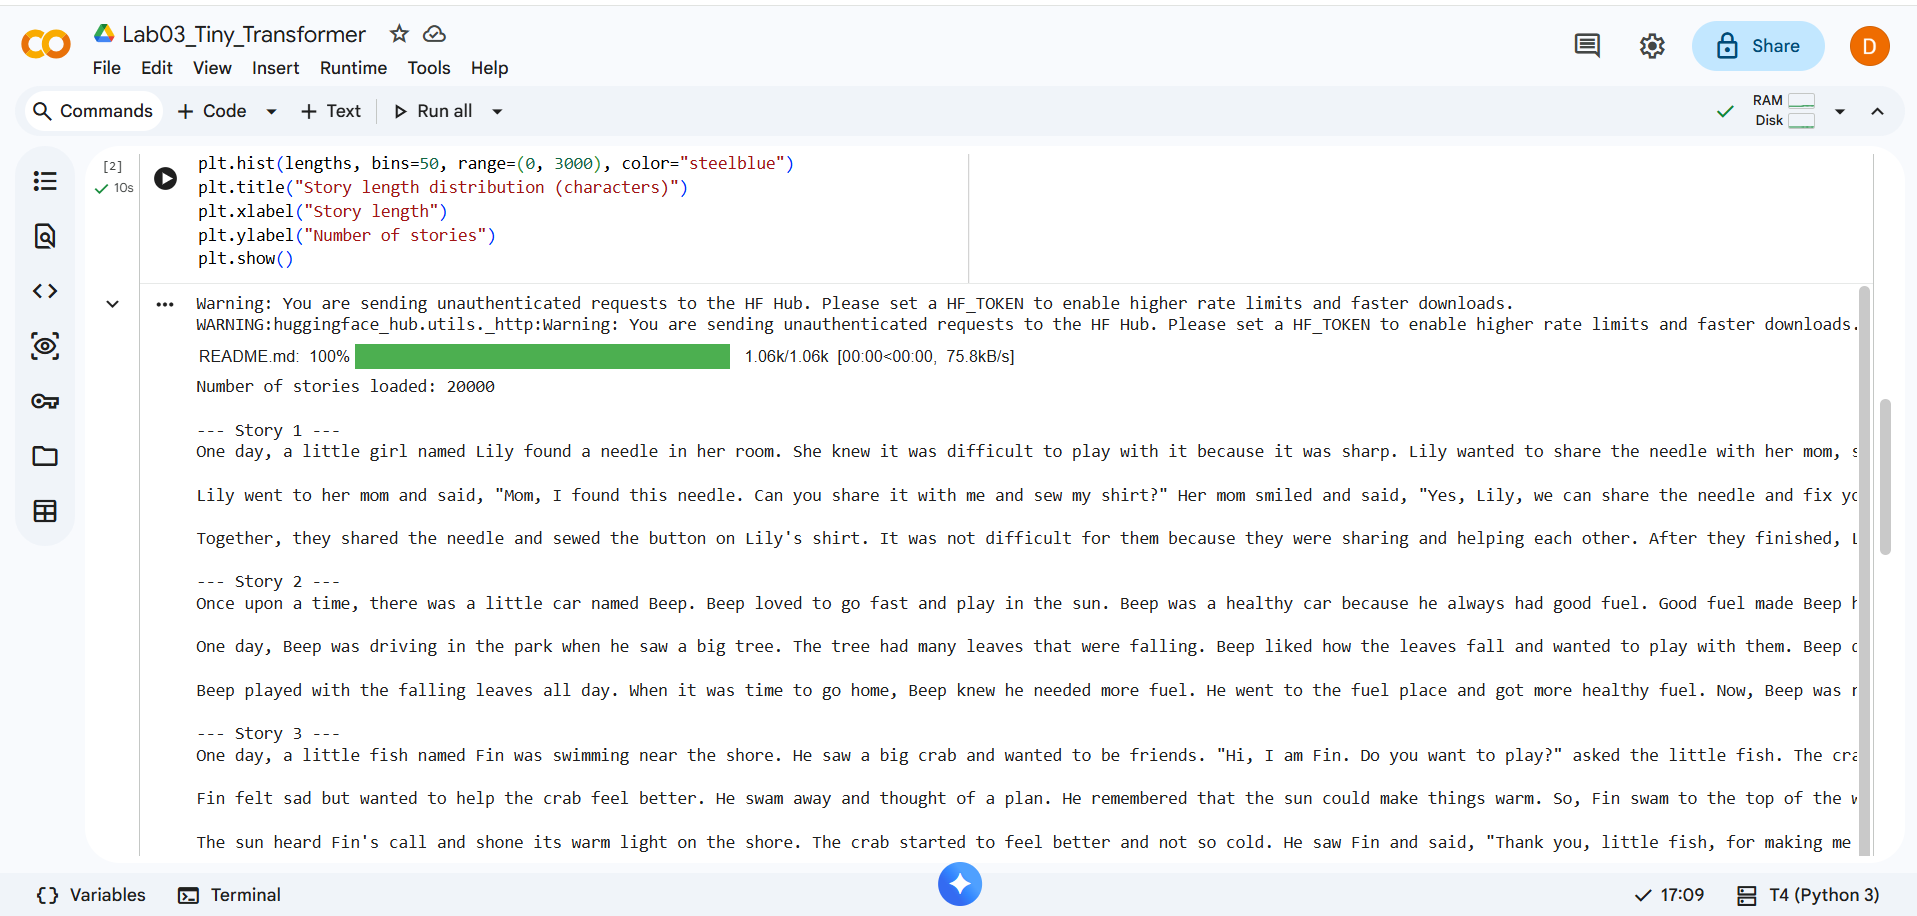 Lab03_Tiny_Transformer
File Edit View Insert Runtime Tools Help
Share
D
Commands + Code + Text Run all
RAM
Disk
[2]
10s
plt.hist(lengths, bins=50, range=(0, 3000), color="steelblue")
plt.title("Story length distribution (characters)")
plt.xlabel("Story length")
plt.ylabel("Number of stories")
plt.show()
Warning: You are sending unauthenticated requests to the HF Hub. Please set a HF_TOKEN to enable higher rate limits and faster downloads.
WARNING:huggingface_hub.utils._http:Warning: You are sending unauthenticated requests to the HF Hub. Please set a HF_TOKEN to enable higher rate limits and faster downloads.
README.md: 100% 1.06k/1.06k [00:00<00:00, 75.8kB/s]
Number of stories loaded: 20000
--- Story 1 ---
One day, a little girl named Lily found a needle in her room. She knew it was difficult to play with it because it was sharp. Lily wanted to share the needle with her mom,
Lily went to her mom and said, "Mom, I found this needle. Can you share it with me and sew my shirt?" Her mom smiled and said, "Yes, Lily, we can share the needle and fix
Together, they shared the needle and sewed the button on Lily's shirt. It was not difficult for them because they were sharing and helping each other. After they finished,
--- Story 2 ---
Once upon a time, there was a little car named Beep. Beep loved to go fast and play in the sun. Beep was a healthy car because he always had good fuel. Good fuel made Beep
One day, Beep was driving in the park when he saw a big tree. The tree had many leaves that were falling. Beep liked how the leaves fall and wanted to play with them. Beep
Beep played with the falling leaves all day. When it was time to go home, Beep knew he needed more fuel. He went to the fuel place and got more healthy fuel. Now, Beep was
--- Story 3 ---
One day, a little fish named Fin was swimming near the shore. He saw a big crab and wanted to be friends. "Hi, I am Fin. Do you want to play?" asked the little fish. The
Fin felt sad but wanted to help the crab feel better. He swam away and thought of a plan. He remembered that the sun could make things warm. So, Fin swam to the top of the
The sun heard Fin's call and shone its warm light on the shore. The crab started to feel better and not so cold. He saw Fin and said, "Thank you, little fish, for making me
Variables Terminal
17:09 T4 (Python 3)